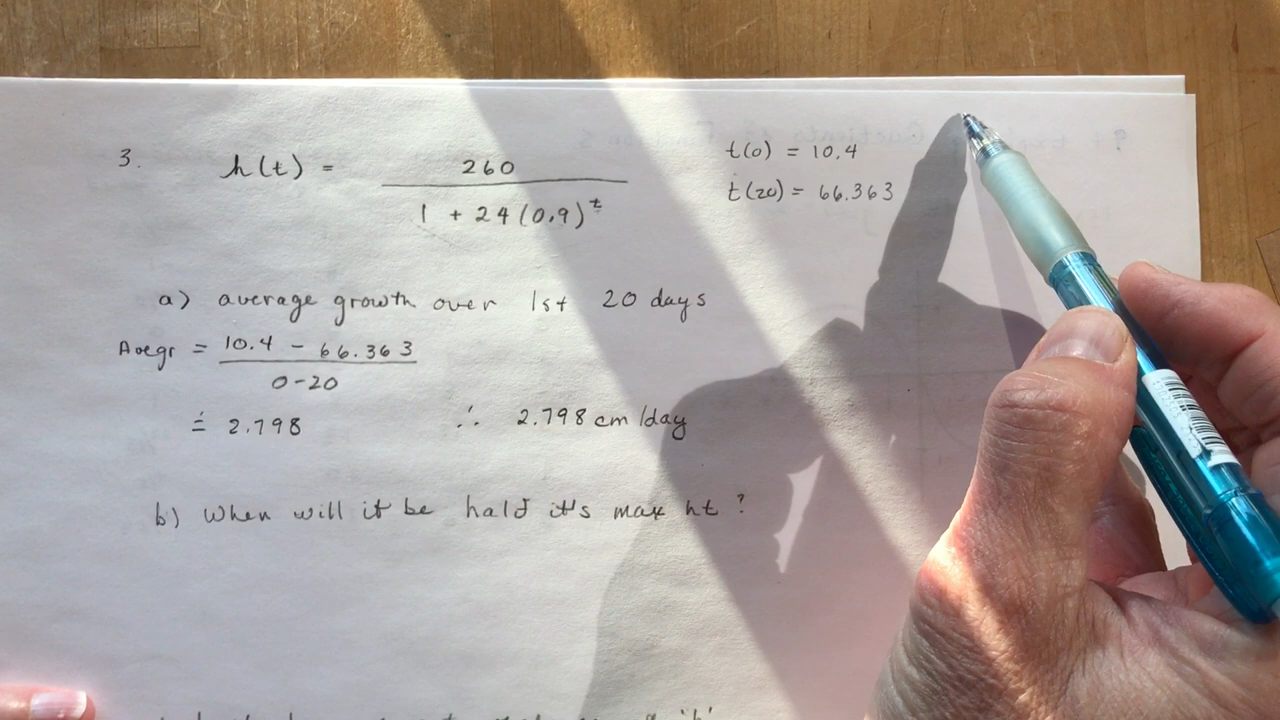 3. h(t) = 260 / 1 + 24(0.9)^t
t(0) = 10.4
t(20) = 66.363
a) average growth over 1st 20 days
Avegr = 10.4 - 66.363 / 0-20
≐ 2.798 ∴ 2.798 cm/day
b) When will it be half it's max ht ?